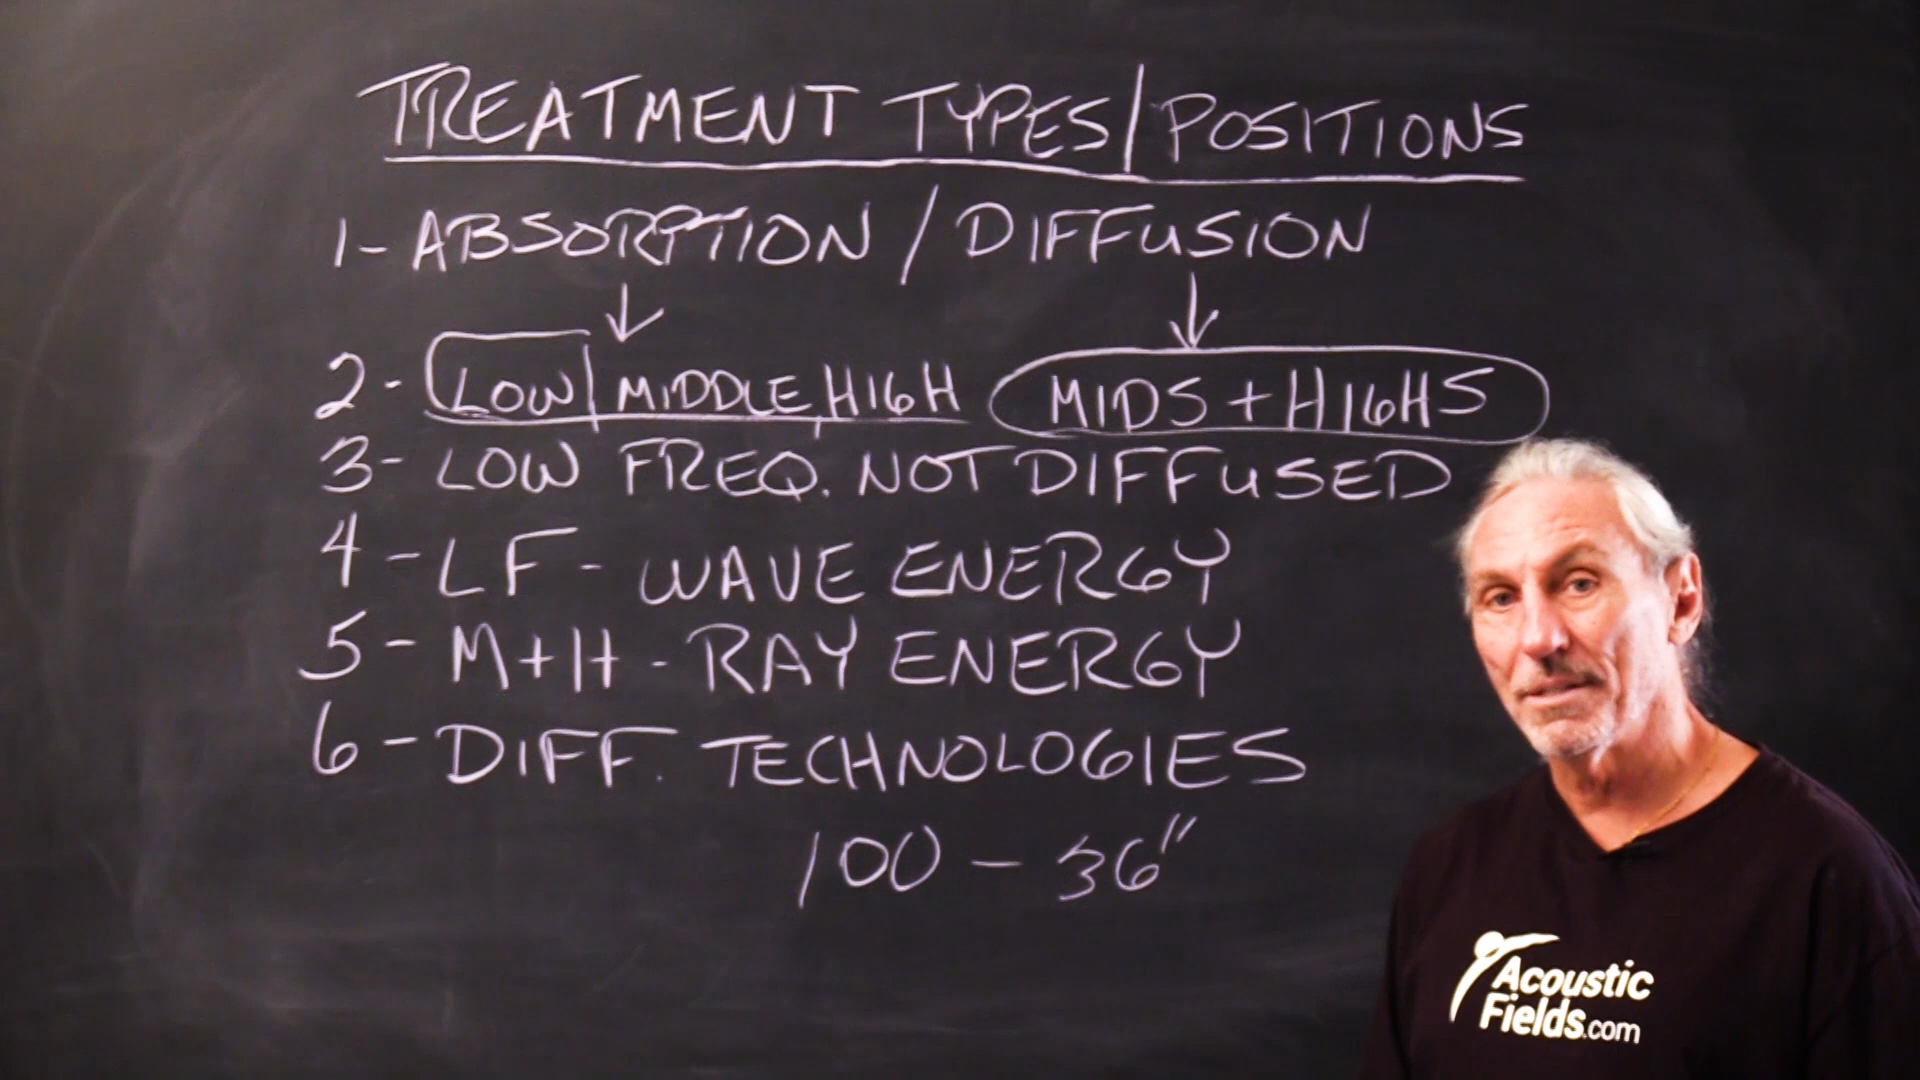 TREATMENT TYPES/POSITIONS
1- ABSORPTION / DIFFUSION
2- LOW MIDDLE HIGH MIDS + HIGHS
3- LOW FREQ. NOT DIFFUSED
4- LF - WAVE ENERGY
5- M+H - RAY ENERGY
6- DIFF. TECHNOLOGIES
100 - 36"
Acoustic
Fields.com